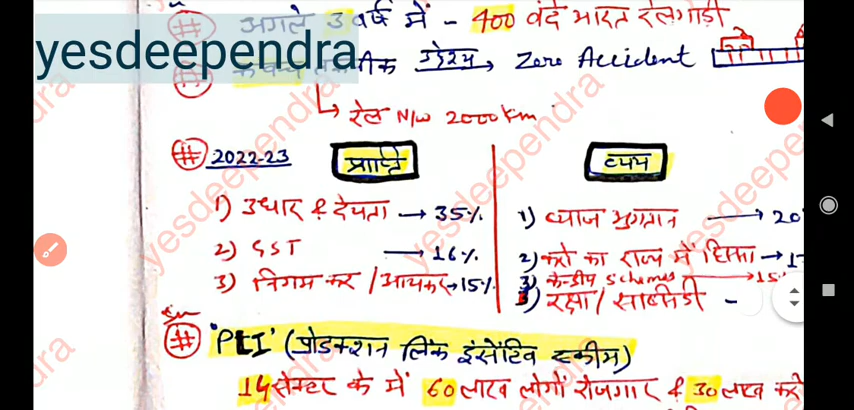 # अगले 3 वर्ष में - 400 वंदे भारत रेलगाड़ी
yesdeependra
# कवच तकनीक उद्देश्य → Zero Accident
↳ रेल N/w 2000 km
# 2022-23 प्राप्ति व्यय
1) उधार & देयता → 35%
2) GST → 16%
3) निगम कर / आयकर → 15%
1) ब्याज भुगतान → 20
2) करो का राज्य में हिस्सा → 1
3) केन्द्रीय schemes → 15
) रक्षा / सब्सिडी -
# 'PLI' (प्रोडक्शन लिंक इंसेंटिव स्कीम)
14 सेक्टर के में 60 लाख लोगों रोजगार & 30 लाख करो